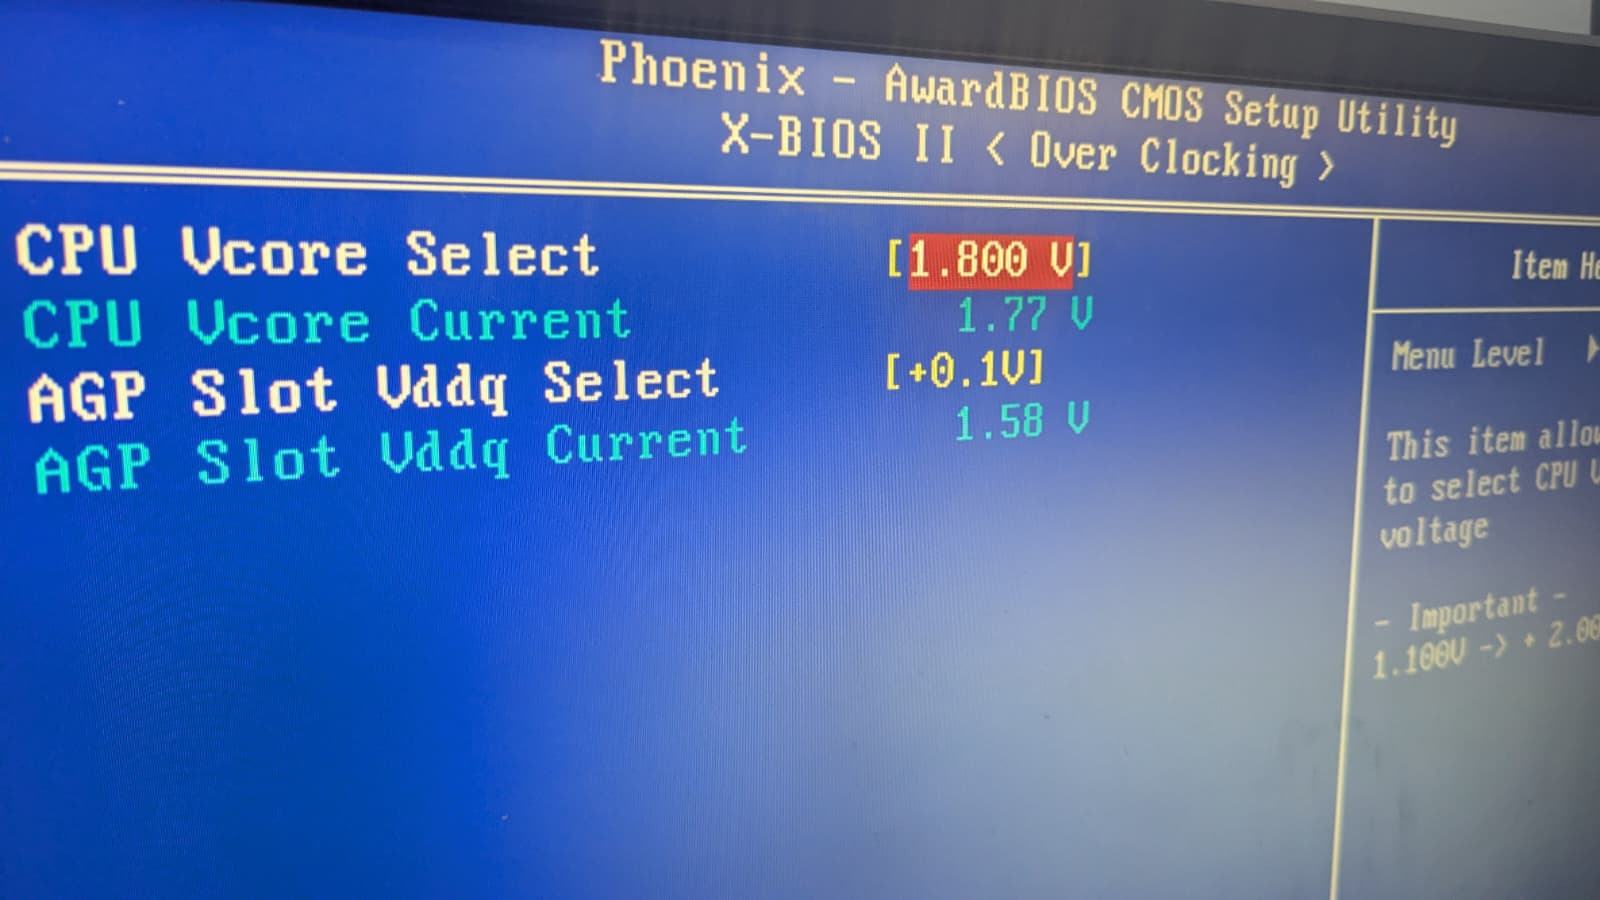 Phoenix - AwardBIOS CMOS Setup Utility
X-BIOS II < Over Clocking >
CPU Vcore Select [1.800 V]
CPU Vcore Current 1.77 V
AGP Slot Vddq Select [+0.1V]
AGP Slot Vddq Current 1.58 V
Item
Menu Level
This item
to select CPU
voltage
- Important -
1.100V -> +